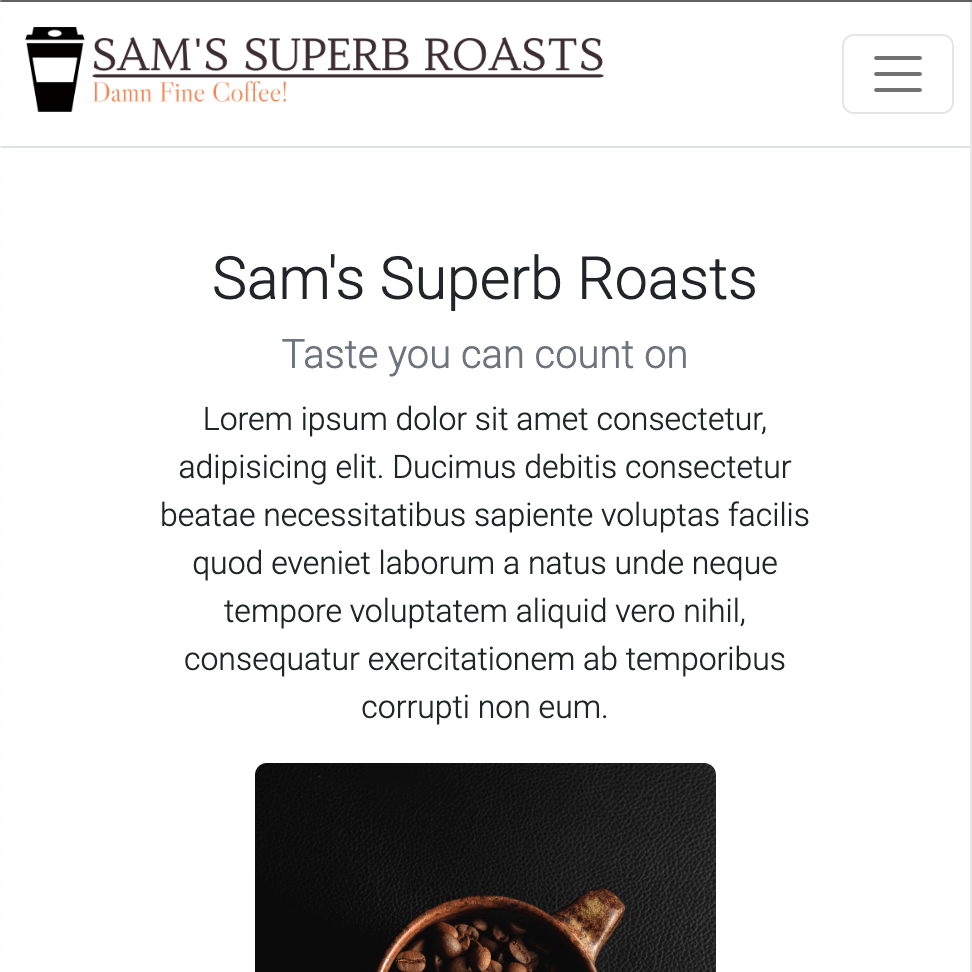 SAM'S SUPERB ROASTS
Damn Fine Coffee!
Sam's Superb Roasts
Taste you can count on
Lorem ipsum dolor sit amet consectetur,
adipisicing elit. Ducimus debitis consectetur
beatae necessitatibus sapiente voluptas facilis
quod eveniet laborum a natus unde neque
tempore voluptatem aliquid vero nihil,
consequatur exercitationem ab temporibus
corrupti non eum.